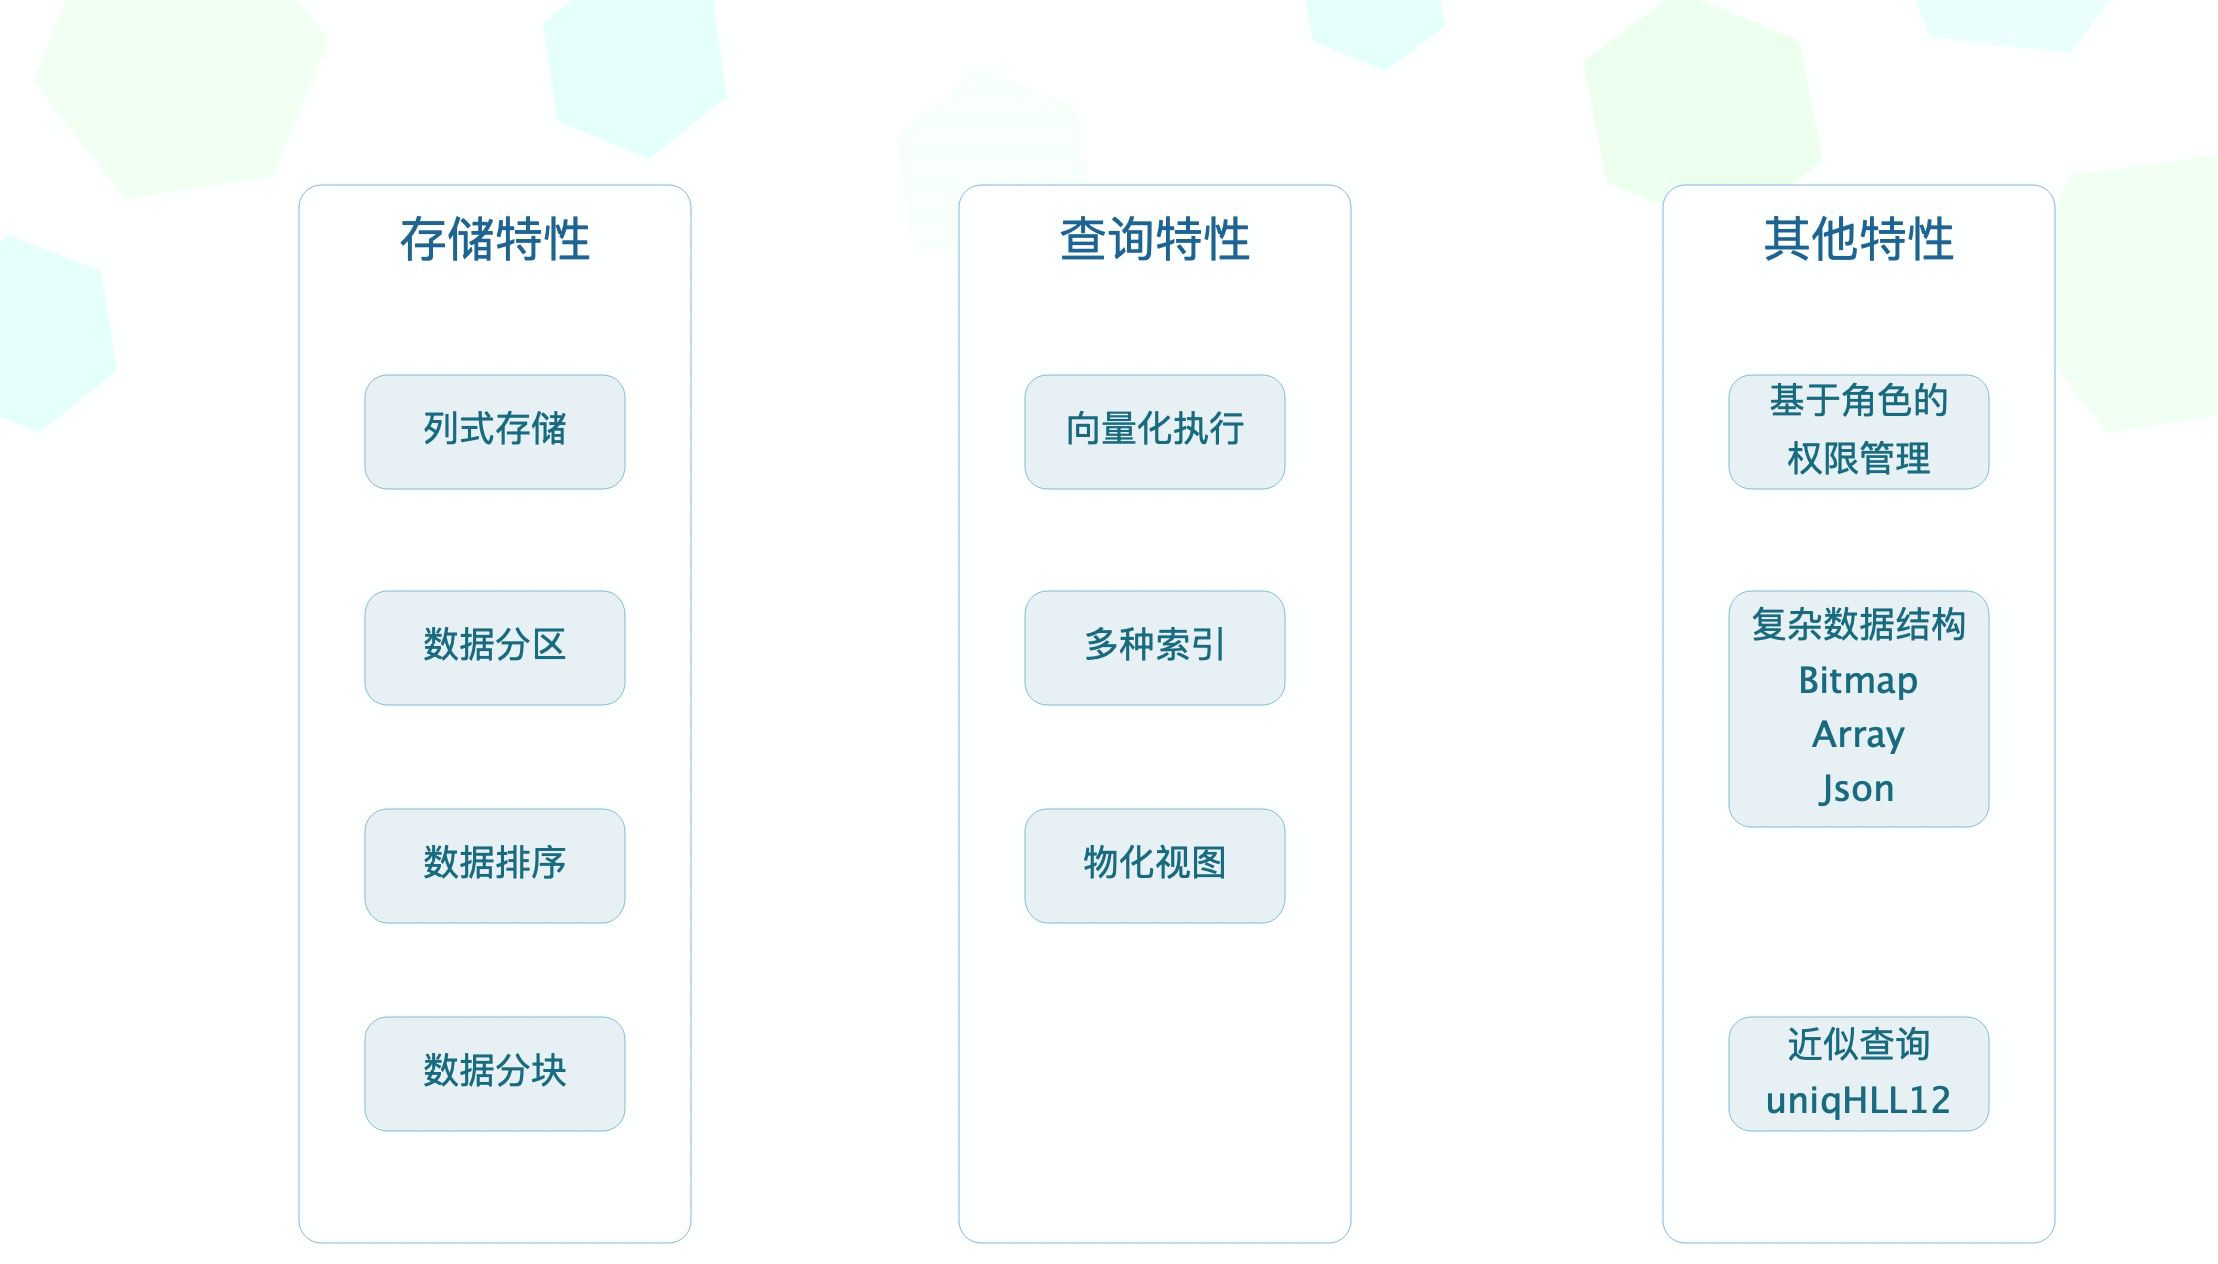 存储特性
列式存储
数据分区
数据排序
数据分块
查询特性
向量化执行
多种索引
物化视图
其他特性
基于角色的
权限管理
复杂数据结构
Bitmap
Array
Json
近似查询
uniqHLL12